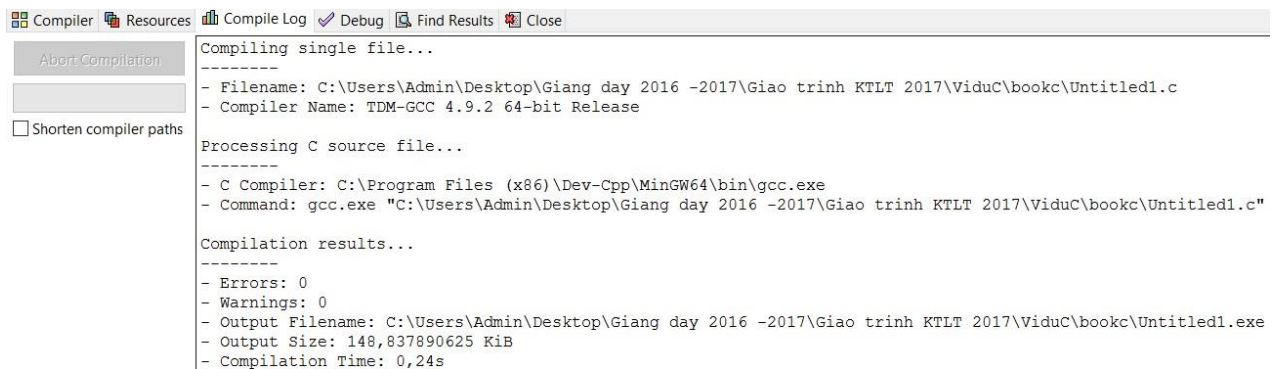 Compiler Resources Compile Log Debug Find Results Close
Abort Compilation
Shorten compiler paths
Compiling single file...
--------
- Filename: C:\Users\Admin\Desktop\Giang day 2016 -2017\Giao trinh KTLT 2017\ViduC\bookc\Untitled1.c
- Compiler Name: TDM-GCC 4.9.2 64-bit Release
Processing C source file...
--------
- C Compiler: C:\Program Files (x86)\Dev-Cpp\MinGW64\bin\gcc.exe
- Command: gcc.exe "C:\Users\Admin\Desktop\Giang day 2016 -2017\Giao trinh KTLT 2017\ViduC\bookc\Untitled1.c"
Compilation results...
--------
- Errors: 0
- Warnings: 0
- Output Filename: C:\Users\Admin\Desktop\Giang day 2016 -2017\Giao trinh KTLT 2017\ViduC\bookc\Untitled1.exe
- Output Size: 148,837890625 KiB
- Compilation Time: 0,24s